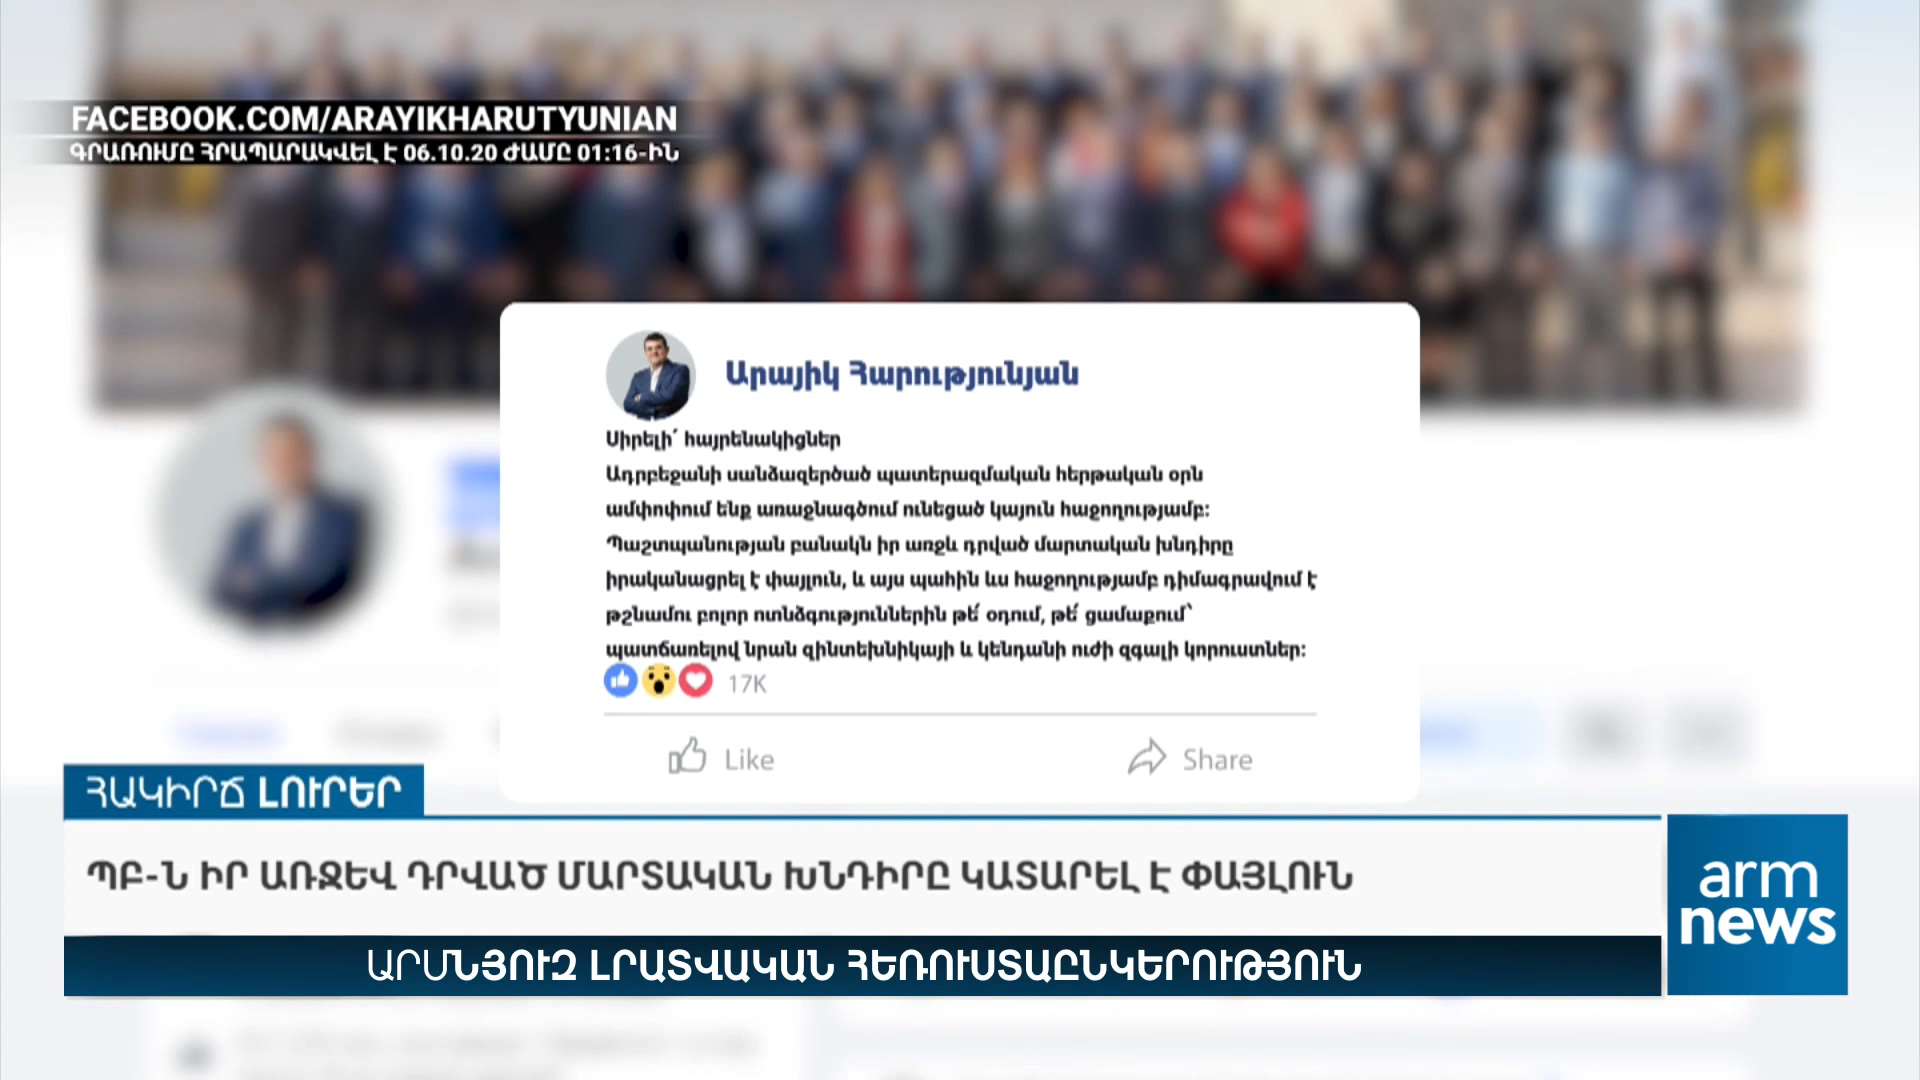 FACEBOOK.COM/ARAYIKHARUTYUNIAN
ԳՐԱՌՈՒՄԸ ՀՐԱՊԱՐԱԿՎԵԼ Է 06.10.20 ԺԱՄԸ 01:16-ԻՆ
Արայիկ Հարությունյան
Սիրելի՛ հայրենակիցներ
Ադրբեջանի սանձազերծած պատերազմական հերթական օրն
ամփոփում ենք առաջնագծում ունեցած կայուն հաջողությամբ։
Պաշտպանության բանակն իր առջև դրված մարտական խնդիրը
իրականացրել է փայլուն, և այս պահին ևս հաջողությամբ դիմագրավում է
թշնամու բոլոր ոտնձգություններին թե՛ օդում, թե՛ ցամաքում՝
պատճառելով նրան զինտեխնիկայի և կենդանի ուժի զգալի կորուստներ։
17K
Like
Share
ՀԱԿԻՐՃ ԼՈՒՐԵՐ
ՊԲ-Ն ԻՐ ԱՌՋԵՎ ԴՐՎԱԾ ՄԱՐՏԱԿԱՆ ԽՆԴԻՐԸ ԿԱՏԱՐԵԼ Է ՓԱՅԼՈՒՆ
arm
news
ԱՐՄՆՅՈՒԶ ԼՐԱՏՎԱԿԱՆ ՀԵՌՈՒՍՏԱԸՆԿԵՐՈՒԹՅՈՒՆ